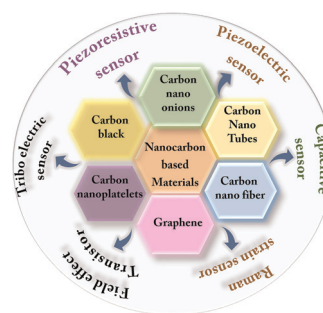 Piezoresistive
sensor
Piezoelectric
sensor
Carbon
nano
onions
Carbon
black
Carbon
Nano
Tubes
Capacitive
sensor
Tribo electric
sensor
Nanocarbon
based
Materials
Carbon
nanoplatelets
Carbon
nano fiber
Graphene
Field effect
Transistor
Raman
strain sensor